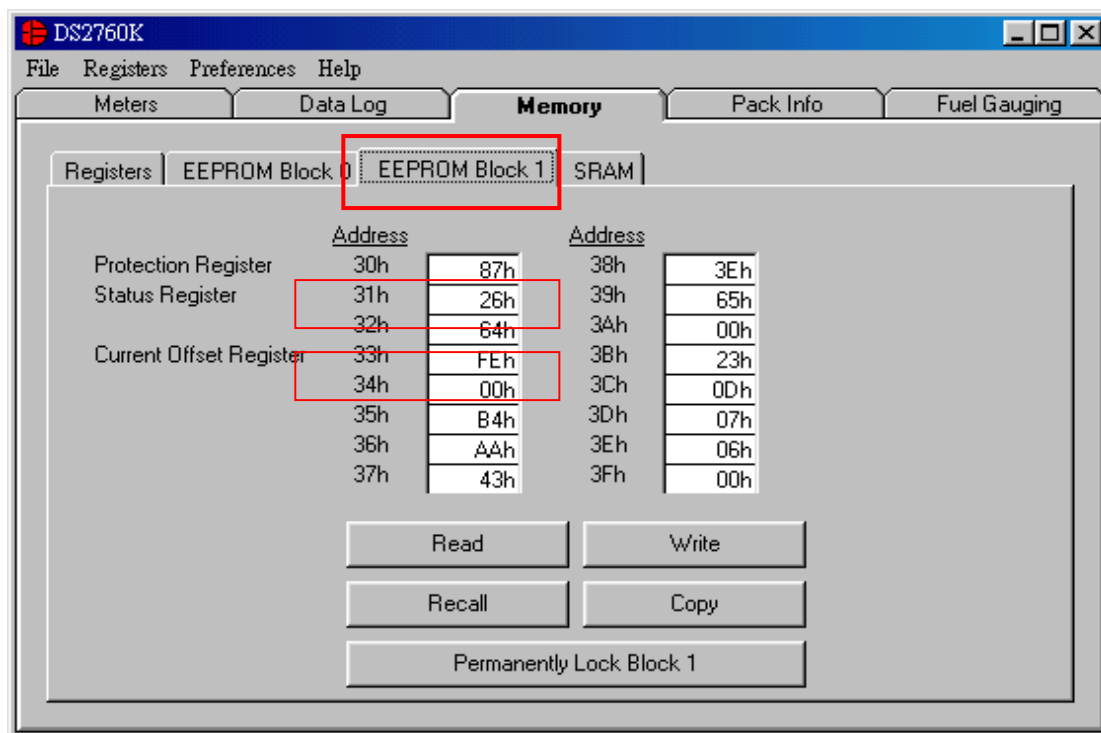 DS2760K
File Registers Preferences Help
Meters Data Log Memory Pack Info Fuel Gauging
Registers EEPROM Block 0 EEPROM Block 1 SRAM
Address Address
Protection Register 30h 87h 38h 3Eh
Status Register 31h 26h 39h 65h
32h 64h 3Ah 00h
Current Offset Register 33h FEh 3Bh 23h
34h 00h 3Ch 0Dh
35h B4h 3Dh 07h
36h AAh 3Eh 06h
37h 43h 3Fh 00h
Read Write
Recall Copy
Permanently Lock Block 1